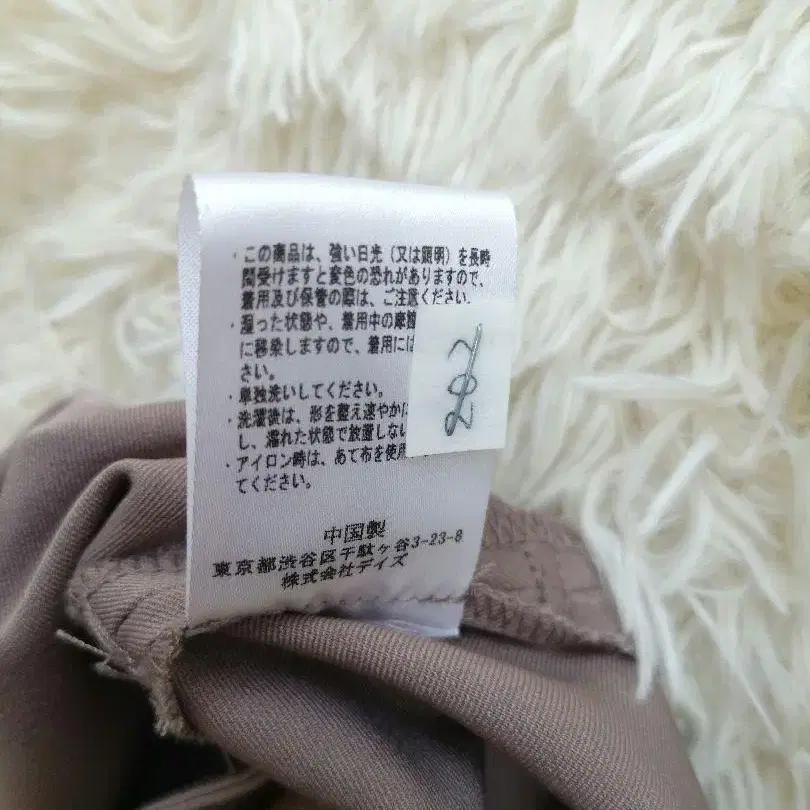 ・この商品は、強い日光(又は照明)を長時
間受けますと変色の恐れがありますので、
着用及び保管の際は、ご注意ください。
・湿った状態や、着用中の摩擦
に移染しますので、着用には
さい。
・単独洗いしてください。
・洗濯後は、形を整え速やかに
し、濡れた状態で放置しない
・アイロン時は、あて布を使用
てください。
中国製
東京都渋谷区千駄ヶ谷3-23-8
株式会社デイズ